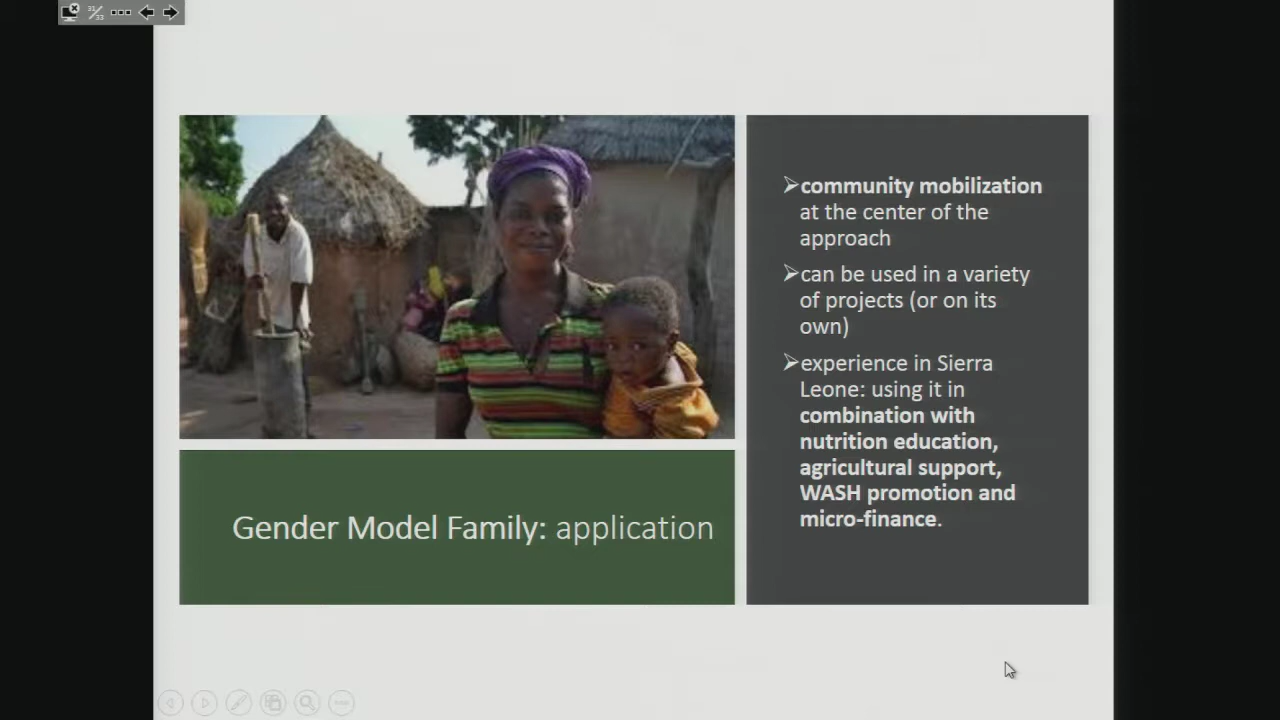 31/33
➢community mobilization
at the center of the
approach
➢can be used in a variety
of projects (or on its
own)
➢experience in Sierra
Leone: using it in
combination with
nutrition education,
agricultural support,
WASH promotion and
micro-finance.
Gender Model Family: application